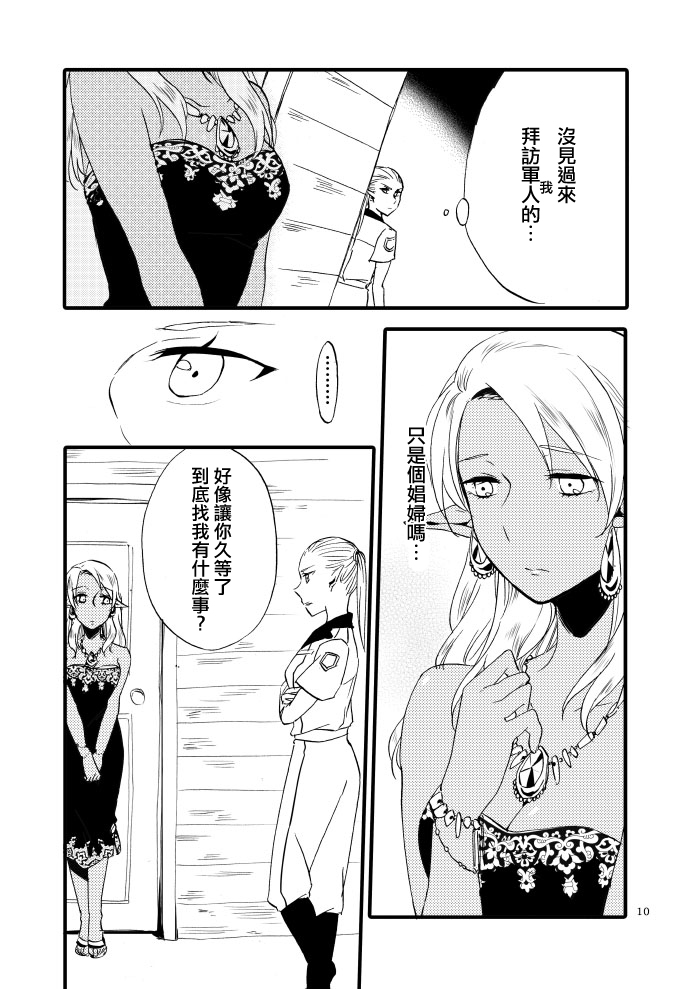 沒見過來
我
拜訪軍人的…
只是個娼婦嗎…
………
好像讓你久等了
到底找我有什麼事？
10